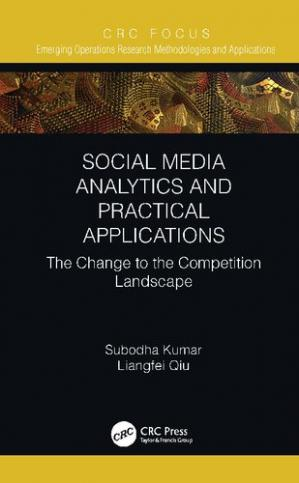 CRC FOCUS
Emerging Operations Research Methodologies and Applications
SOCIAL MEDIA
ANALYTICS AND
PRACTICAL
APPLICATIONS
The Change to the Competition
Landscape
Subodha Kumar
Liangfei Qiu
CRC
CRC Press
Taylor & Francis Group